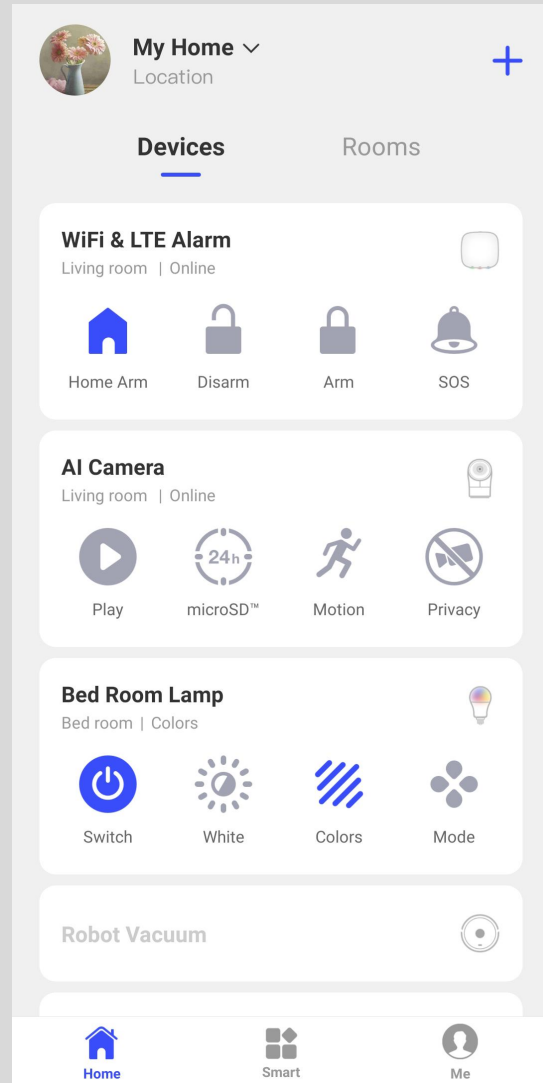 My Home
Location
Devices Rooms
WiFi & LTE Alarm
Living room | Online
Home Arm Disarm Arm SOS
AI Camera
Living room | Online
24h
Play microSD™ Motion Privacy
Bed Room Lamp
Bed room | Colors
Switch White Colors Mode
Robot Vacuum
Home Smart Me